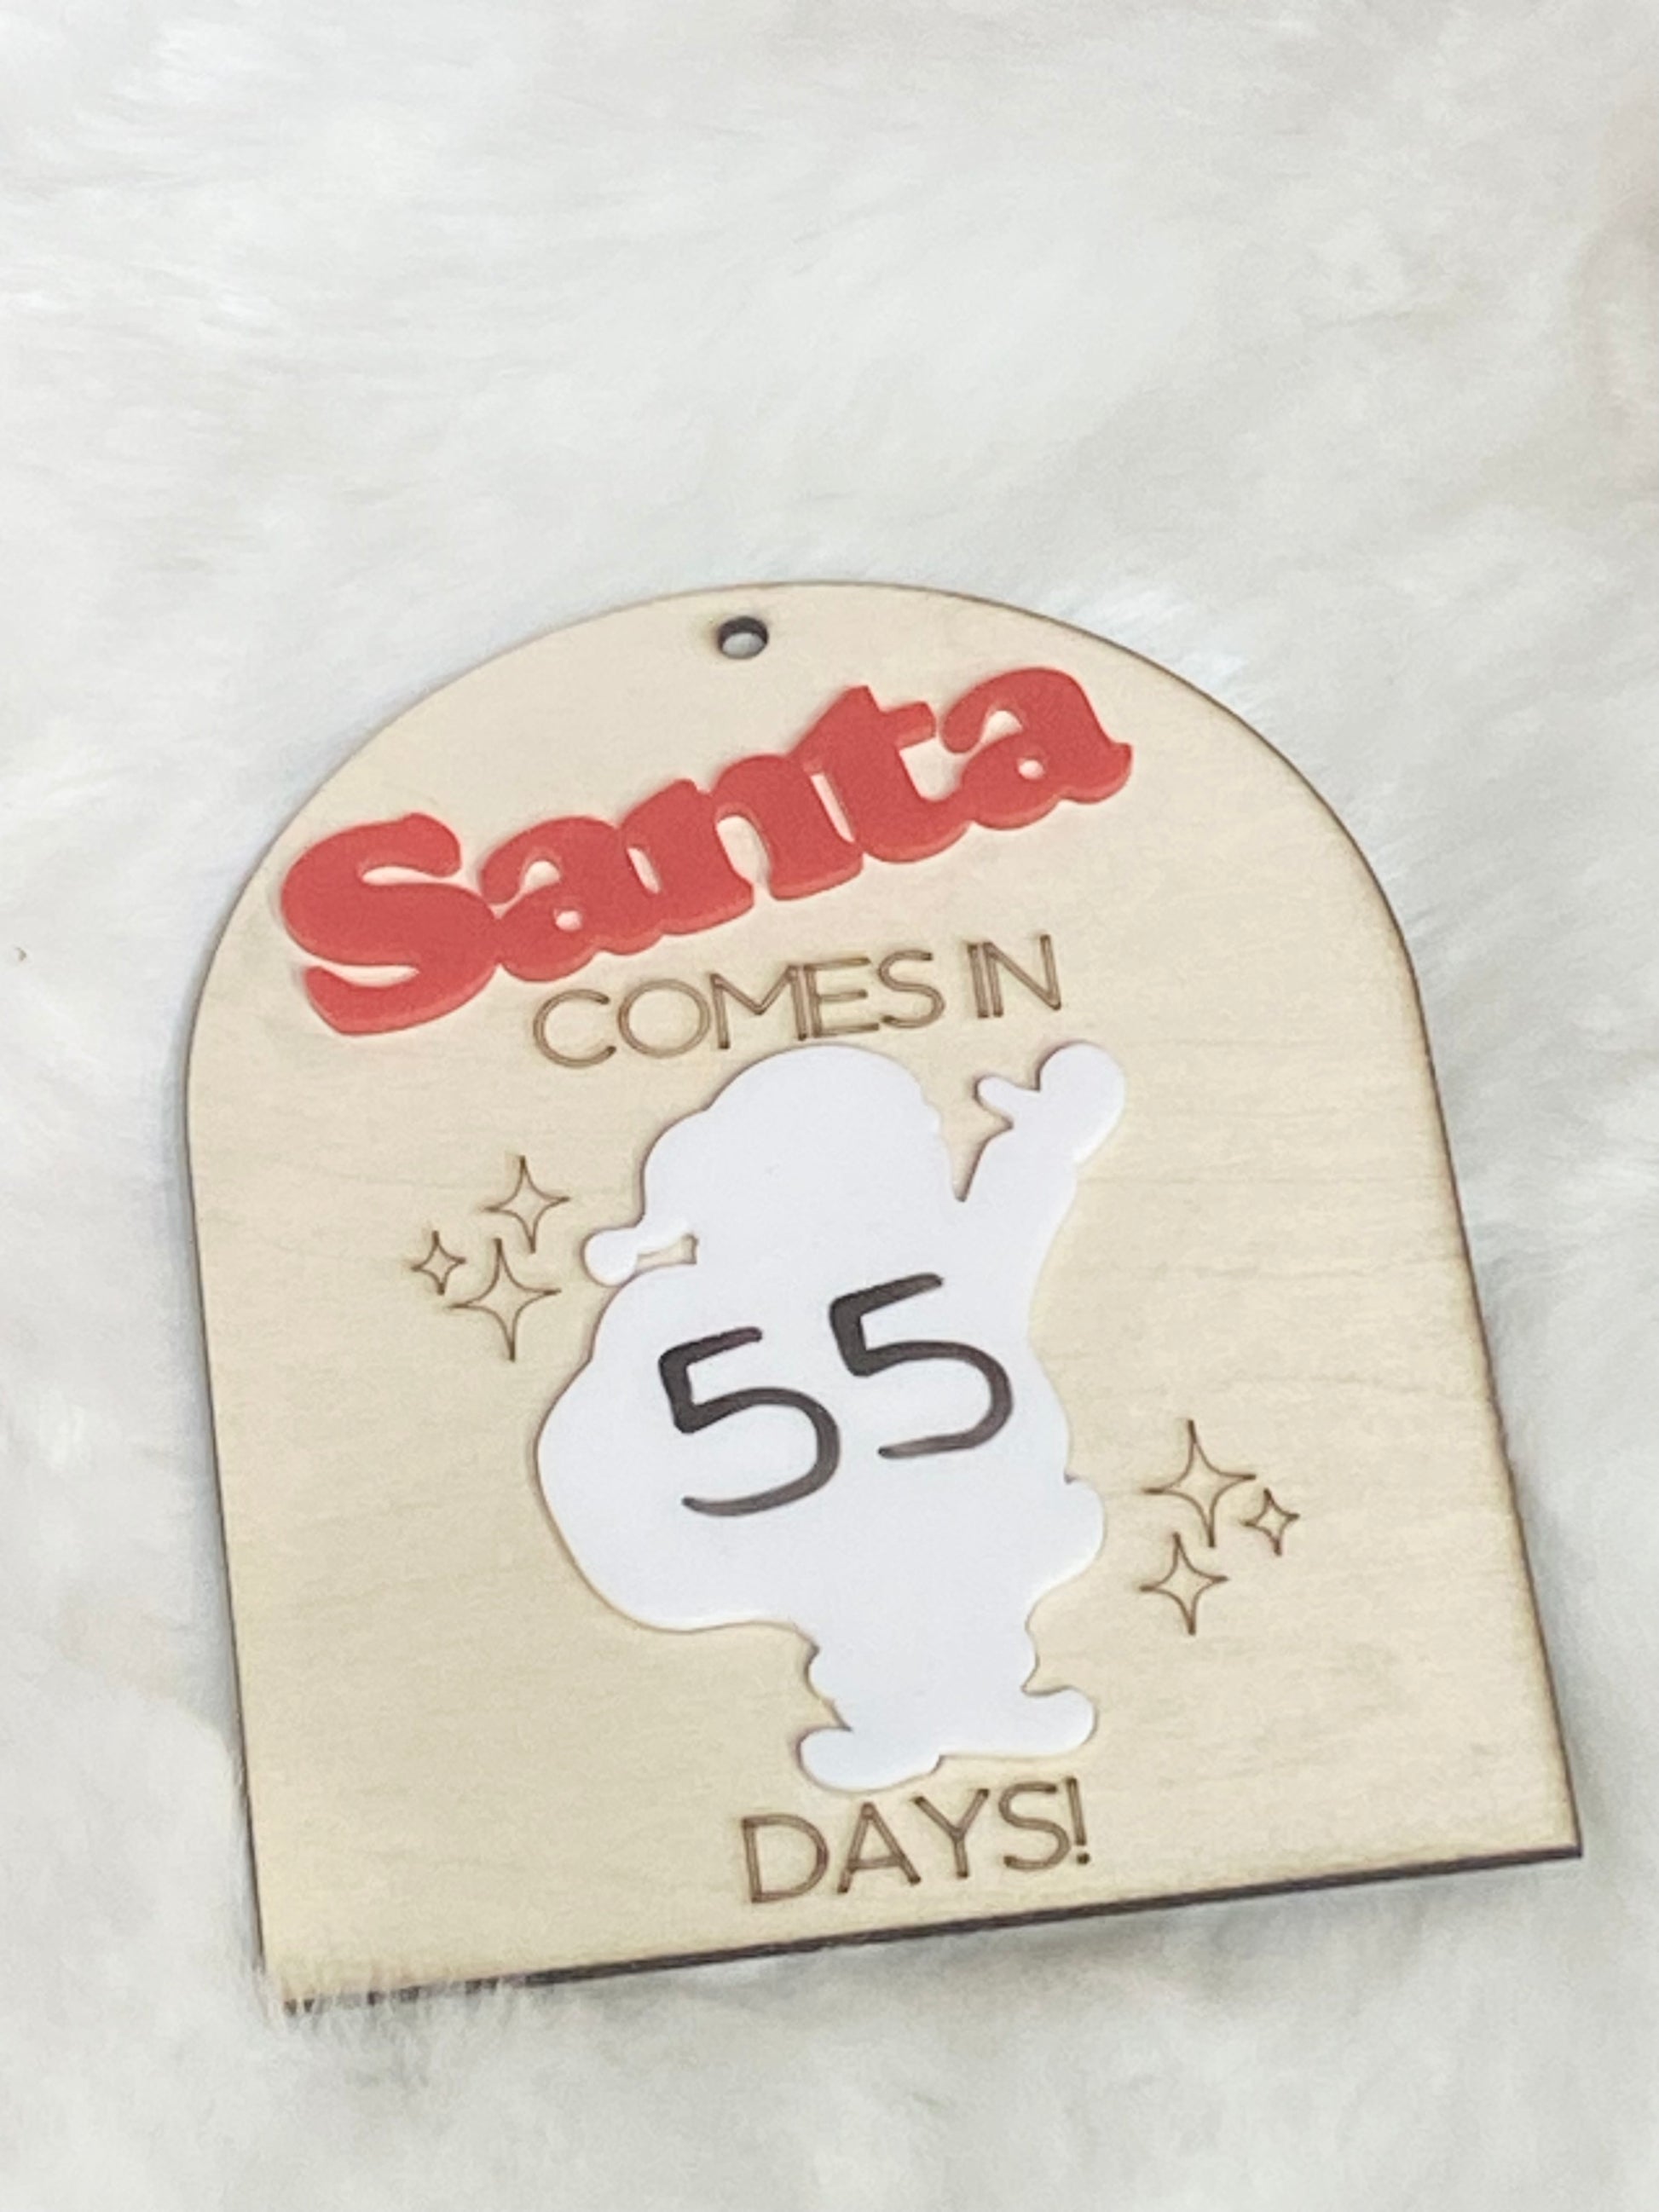 Santa
COMES IN
55
DAYS!